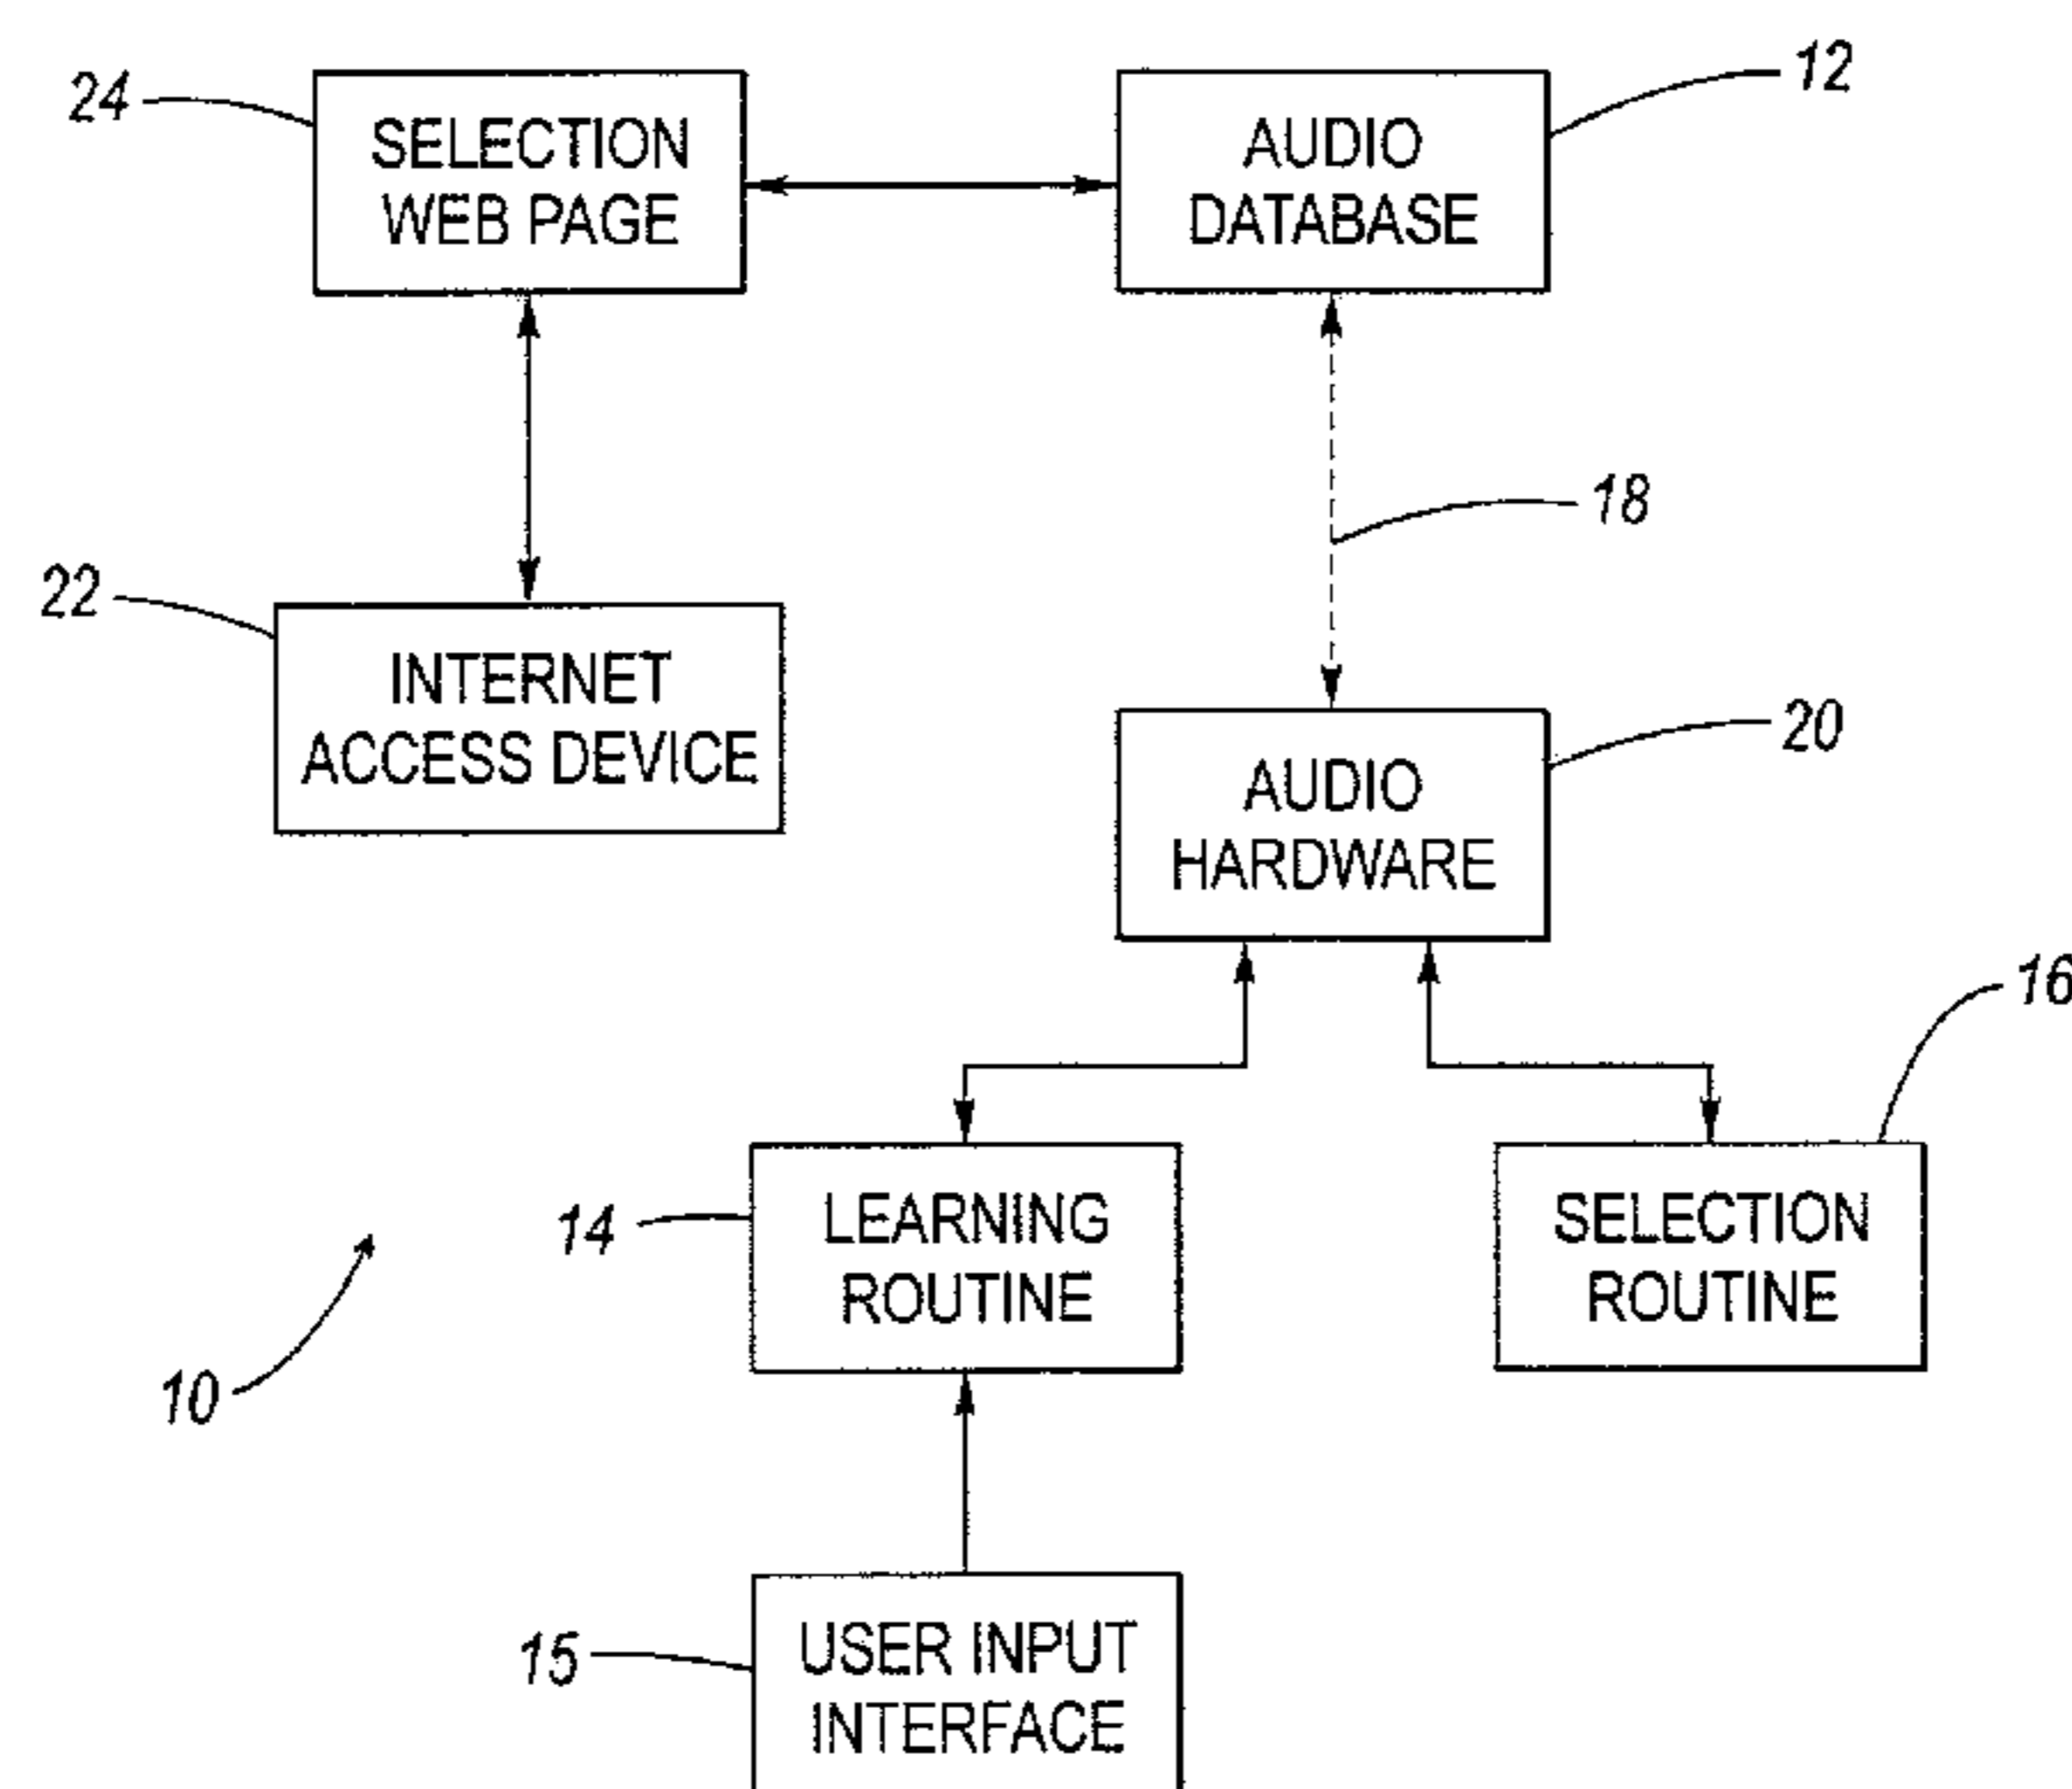 24
SELECTION
WEB PAGE
AUDIO
DATABASE
12
18
22
INTERNET
ACCESS DEVICE
AUDIO
HARDWARE
20
16
14
LEARNING
ROUTINE
SELECTION
ROUTINE
10
15
USER INPUT
INTERFACE